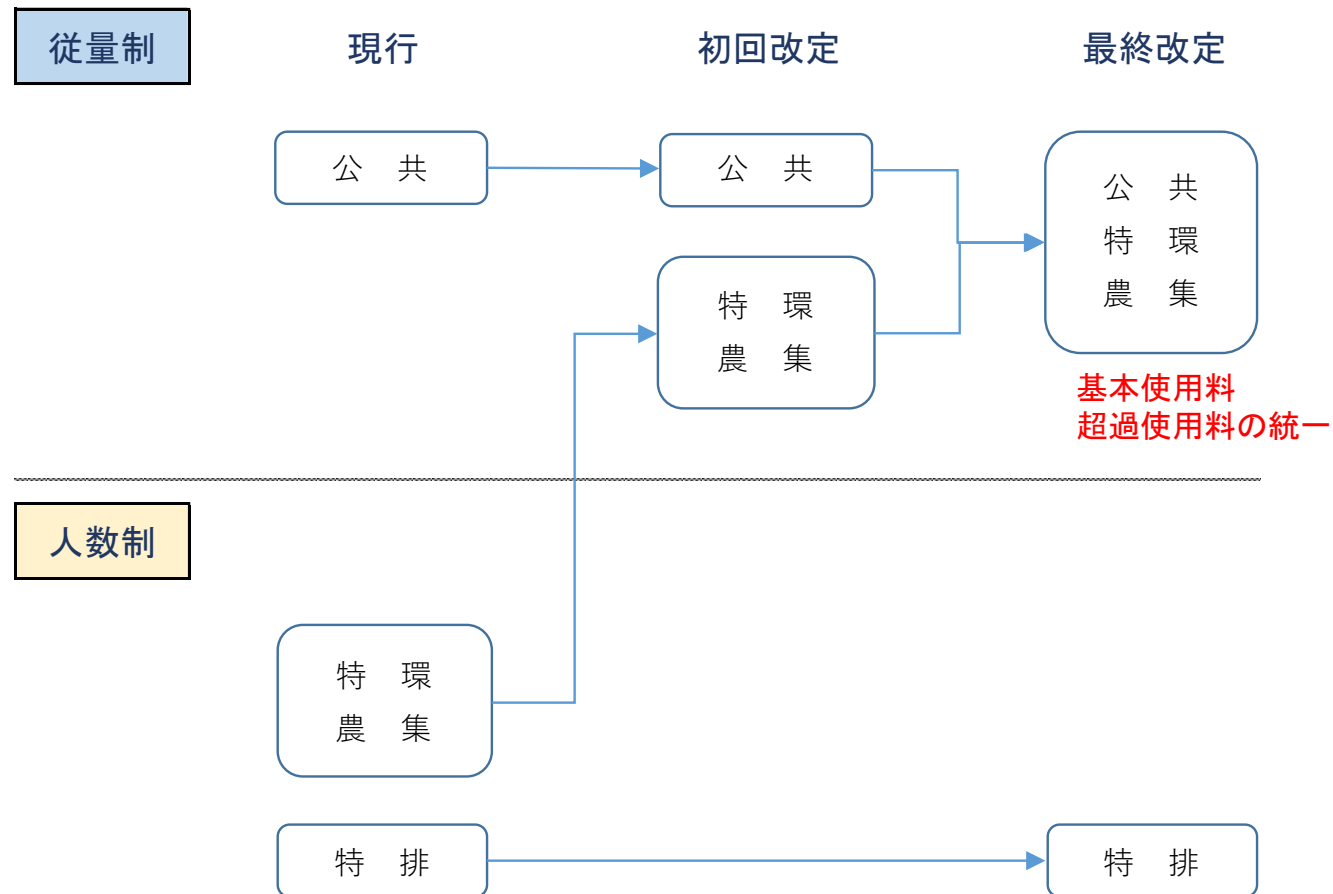 従量制 現行 初回改定 最終改定
公　共
公　共
公　共
特　環
農　集
特　環
農　集
基本使用料
超過使用料の統一
人数制
特　環
農　集
特　排
特　排